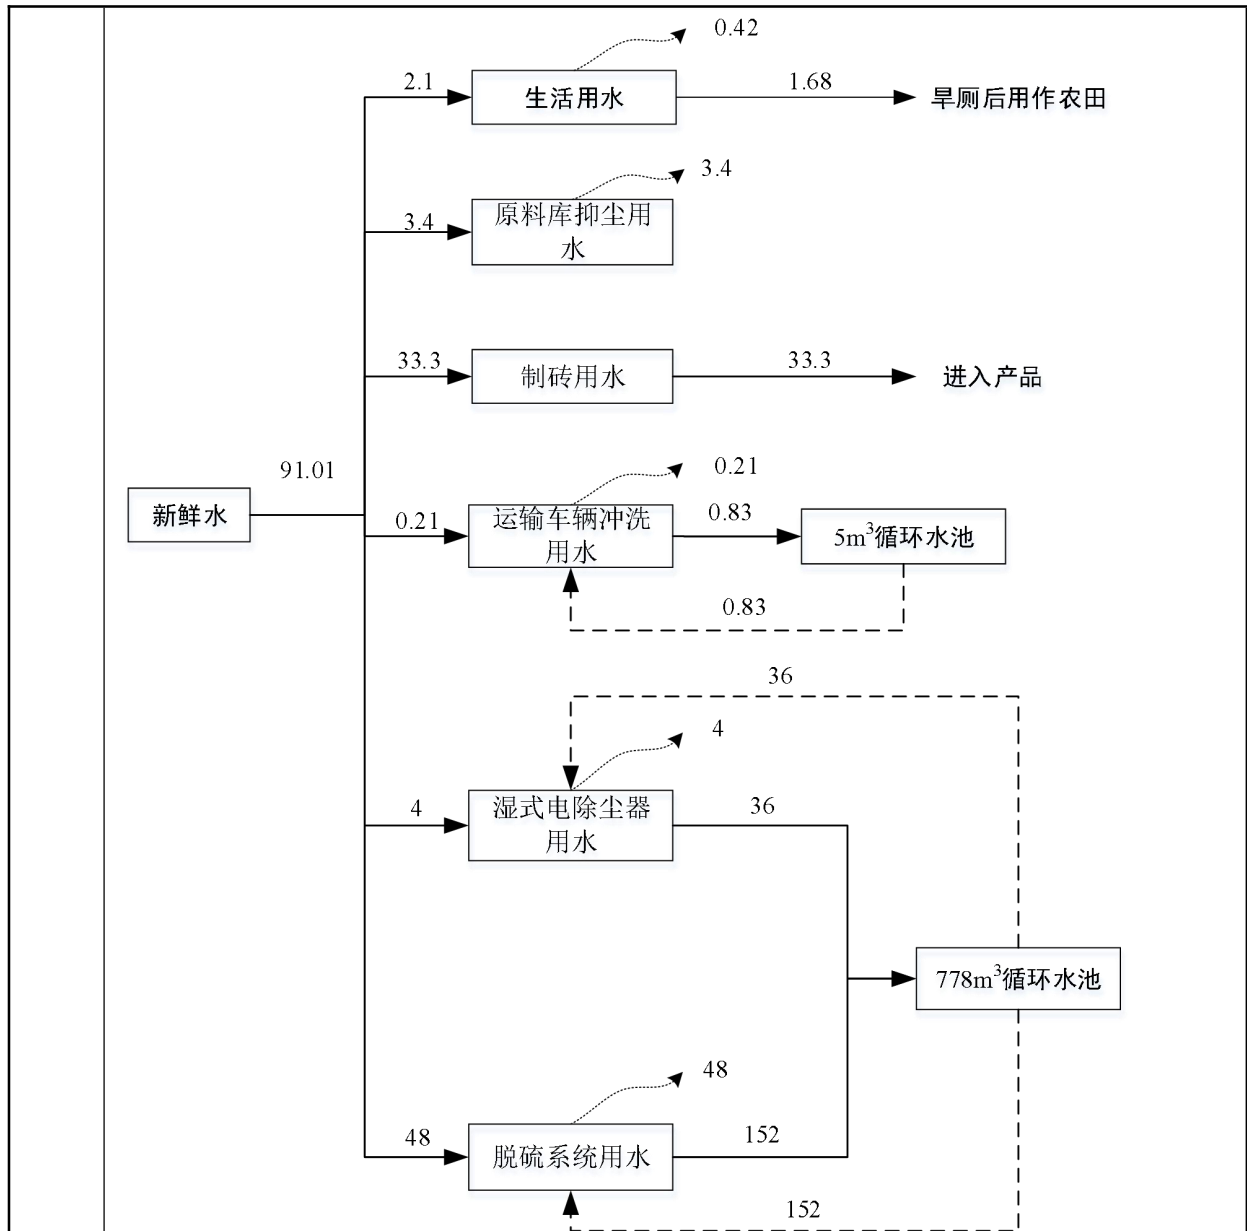 0.42
2.1
生活用水
1.68
旱厕后用作农田
3.4
3.4
原料库抑尘用
水
33.3
制砖用水
33.3
进入产品
91.01
新鲜水
0.21
0.21
运输车辆冲洗
用水
0.83
5m³循环水池
0.83
36
4
4
湿式电除尘器
用水
36
778m³循环水池
48
48
脱硫系统用水
152
152